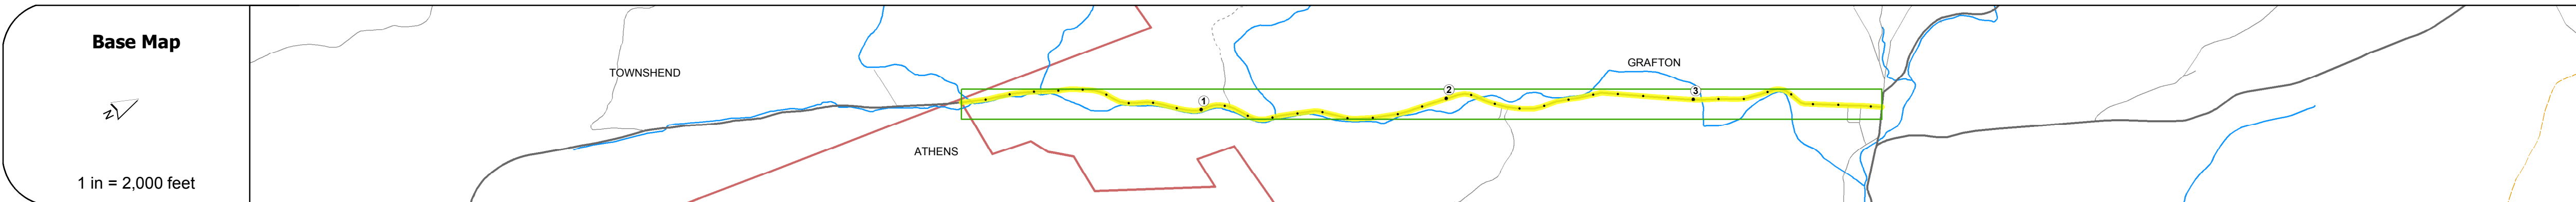 Base Map
N
1 in = 2,000 feet
TOWNSHEND
ATHENS
1
2
GRAFTON
3